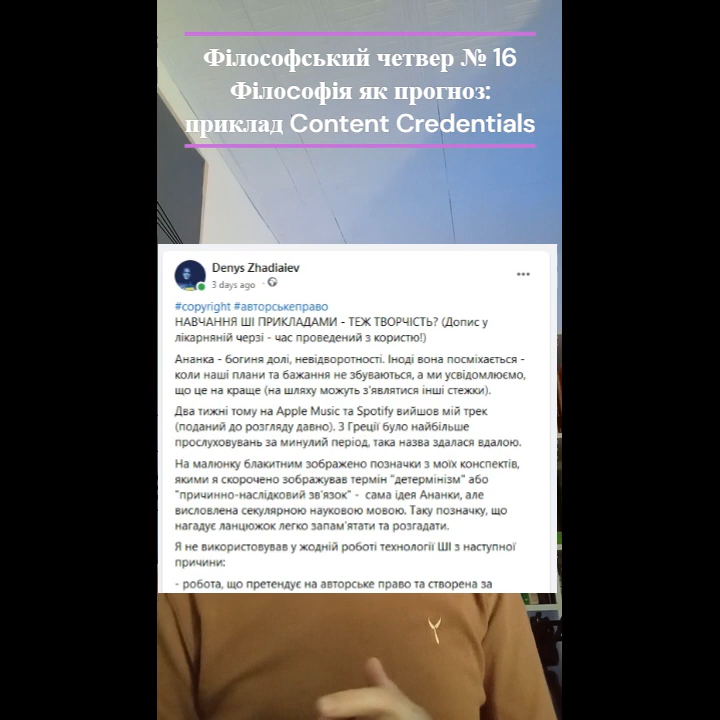 Філософський четвер № 16
Філософія як прогноз:
приклад Content Credentials
Denys Zhadiaiev
3 days ago
#copyright #авторськеправо
НАВЧАННЯ ШІ ПРИКЛАДАМИ - ТЕЖ ТВОРЧІСТЬ? (Допис у
лікарняній черзі - час проведений з користю!)
Ананка - богиня долі, невідворотності. Іноді вона посміхається -
коли наші плани та бажання не збуваються, а ми усвідомлюємо,
що це на краще (на шляху можуть з'являтися інші стежки).
Два тижні тому на Apple Music та Spotify вийшов мій трек
(поданий до розгляду давно). З Греції було найбільше
прослуховувань за минулий період, така назва здалася вдалою.
На малюнку блакитним зображено позначки з моїх конспектів,
якими я скорочено зображував термін "детермінізм" або
"причинно-наслідковий зв'язок" - сама ідея Ананки, але
висловлена секулярною науковою мовою. Таку позначку, що
нагадує ланцюжок легко запам'ятати та розгадати.
Я не використовував у жодній роботі технології ШІ з наступної
причини:
- робота, що претендує на авторське право та створена за